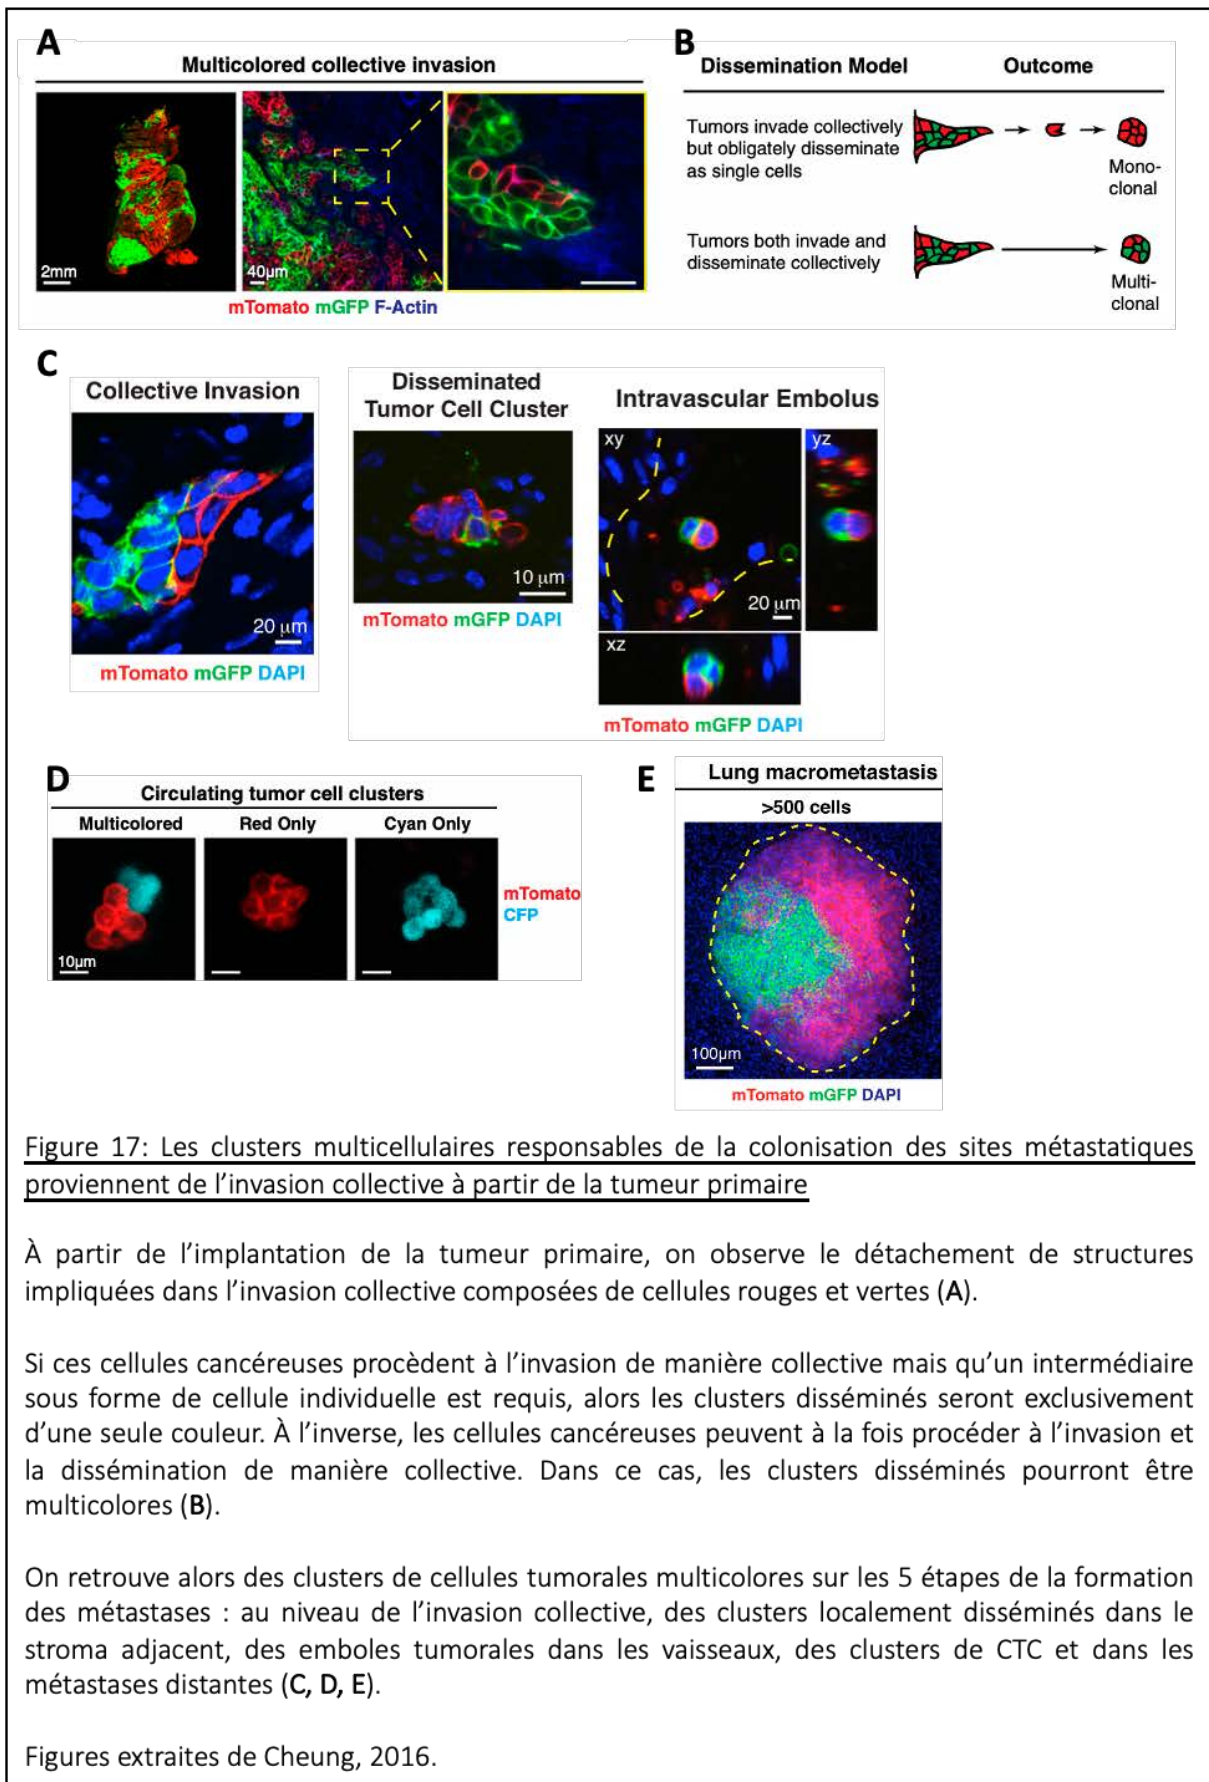 A
Multicolored collective invasion
2mm
40µm
mTomato mGFP F-Actin
B
Dissemination Model
Outcome
Tumors invade collectively
but obligately disseminate
as single cells
Mono-
clonal
Tumors both invade and
disseminate collectively
Multi-
clonal
C
Collective Invasion
20 µm
mTomato mGFP DAPI
Disseminated
Tumor Cell Cluster
10 µm
mTomato mGFP DAPI
Intravascular Embolus
xy
yz
20 µm
xz
mTomato mGFP DAPI
D
Circulating tumor cell clusters
Multicolored
Red Only
Cyan Only
mTomato
CFP
10µm
E
Lung macrometastasis
>500 cells
100µm
mTomato mGFP DAPI
Figure 17: Les clusters multicellulaires responsables de la colonisation des sites métastatiques
proviennent de l’invasion collective à partir de la tumeur primaire
À partir de l’implantation de la tumeur primaire, on observe le détachement de structures
impliquées dans l’invasion collective composées de cellules rouges et vertes (A).
Si ces cellules cancéreuses procèdent à l’invasion de manière collective mais qu’un intermédiaire
sous forme de cellule individuelle est requis, alors les clusters disséminés seront exclusivement
d’une seule couleur. À l’inverse, les cellules cancéreuses peuvent à la fois procéder à l’invasion et
la dissémination de manière collective. Dans ce cas, les clusters disséminés pourront être
multicolores (B).
On retrouve alors des clusters de cellules tumorales multicolores sur les 5 étapes de la formation
des métastases : au niveau de l’invasion collective, des clusters localement disséminés dans le
stroma adjacent, des emboles tumorales dans les vaisseaux, des clusters de CTC et dans les
métastases distantes (C, D, E).
Figures extraites de Cheung, 2016.